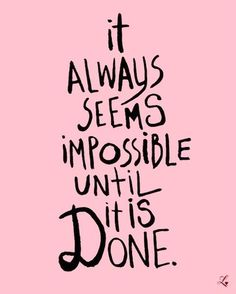 it
ALWAYS
SEEMS
iMPOSSiBLE
UNtiL
it iS
DONE.